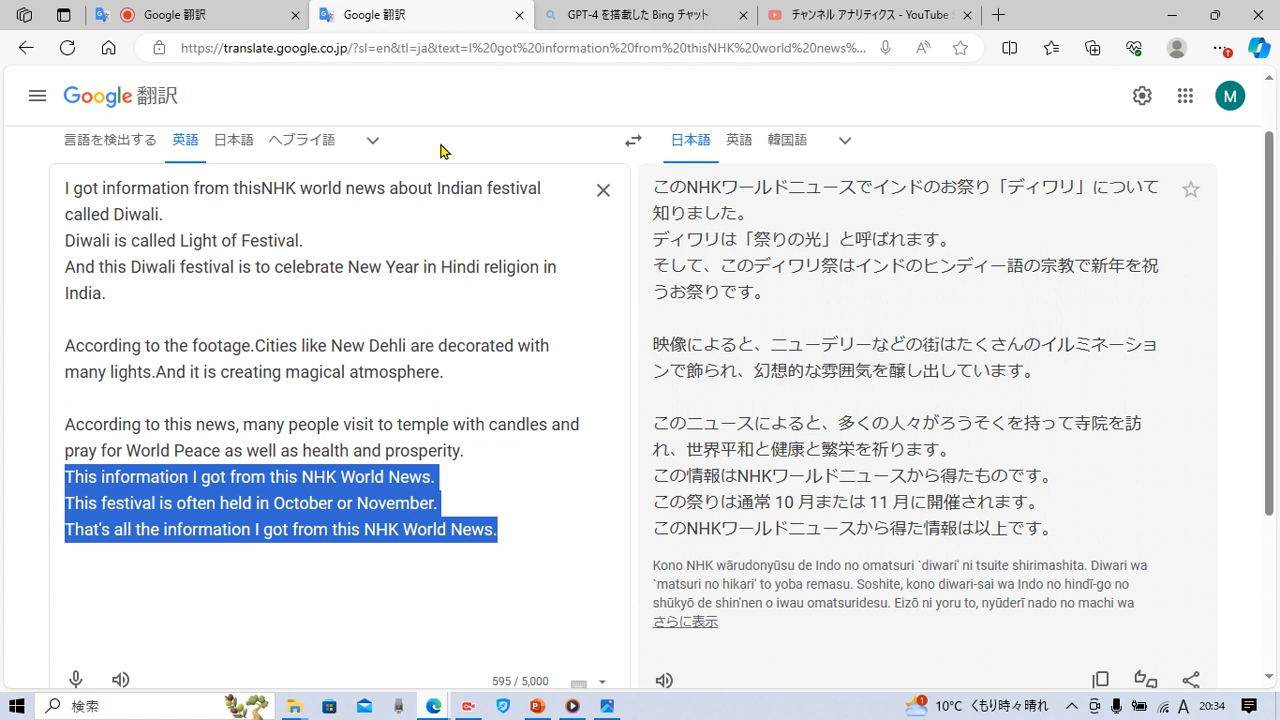 Google 翻訳
Google 翻訳
GPT-4 を搭載した Bing チャット
チャンネル アナリティクス - YouTube
https://translate.google.co.jp/?sl=en&tl=ja&text=I%20got%20information%20from%20thisNHK%20world%20news%...
Google 翻訳
M
言語を検出する 英語 日本語 ヘブライ語
日本語 英語 韓国語
I got information from thisNHK world news about Indian festival
called Diwali.
Diwali is called Light of Festival.
And this Diwali festival is to celebrate New Year in Hindi religion in
India.
According to the footage.Cities like New Dehli are decorated with
many lights.And it is creating magical atmosphere.
According to this news, many people visit to temple with candles and
pray for World Peace as well as health and prosperity.
This information I got from this NHK World News.
This festival is often held in October or November.
That's all the information I got from this NHK World News.
595 / 5,000
このNHKワールドニュースでインドのお祭り「ディワリ」について
知りました。
ディワリは「祭りの光」と呼ばれます。
そして、このディワリ祭はインドのヒンディー語の宗教で新年を祝
うお祭りです。
映像によると、ニューデリーなどの街はたくさんのイルミネーショ
ンで飾られ、幻想的な雰囲気を醸し出しています。
このニュースによると、多くの人々がろうそくを持って寺院を訪
れ、世界平和と健康と繁栄を祈ります。
この情報はNHKワールドニュースから得たものです。
この祭りは通常 10 月または 11 月に開催されます。
このNHKワールドニュースから得た情報は以上です。
Kono NHK wārudonyūsu de Indo no omatsuri `diwari' ni tsuite shirimashita. Diwari wa
`matsuri no hikari' to yoba remasu. Soshite, kono diwari-sai wa Indo no hindī-go no
shūkyō de shin'nen o iwau omatsuridesu. Eizō ni yoru to, nyūderī nado no machi wa
さらに表示
検索
1
10°C くもり時々晴れ
A
20:34